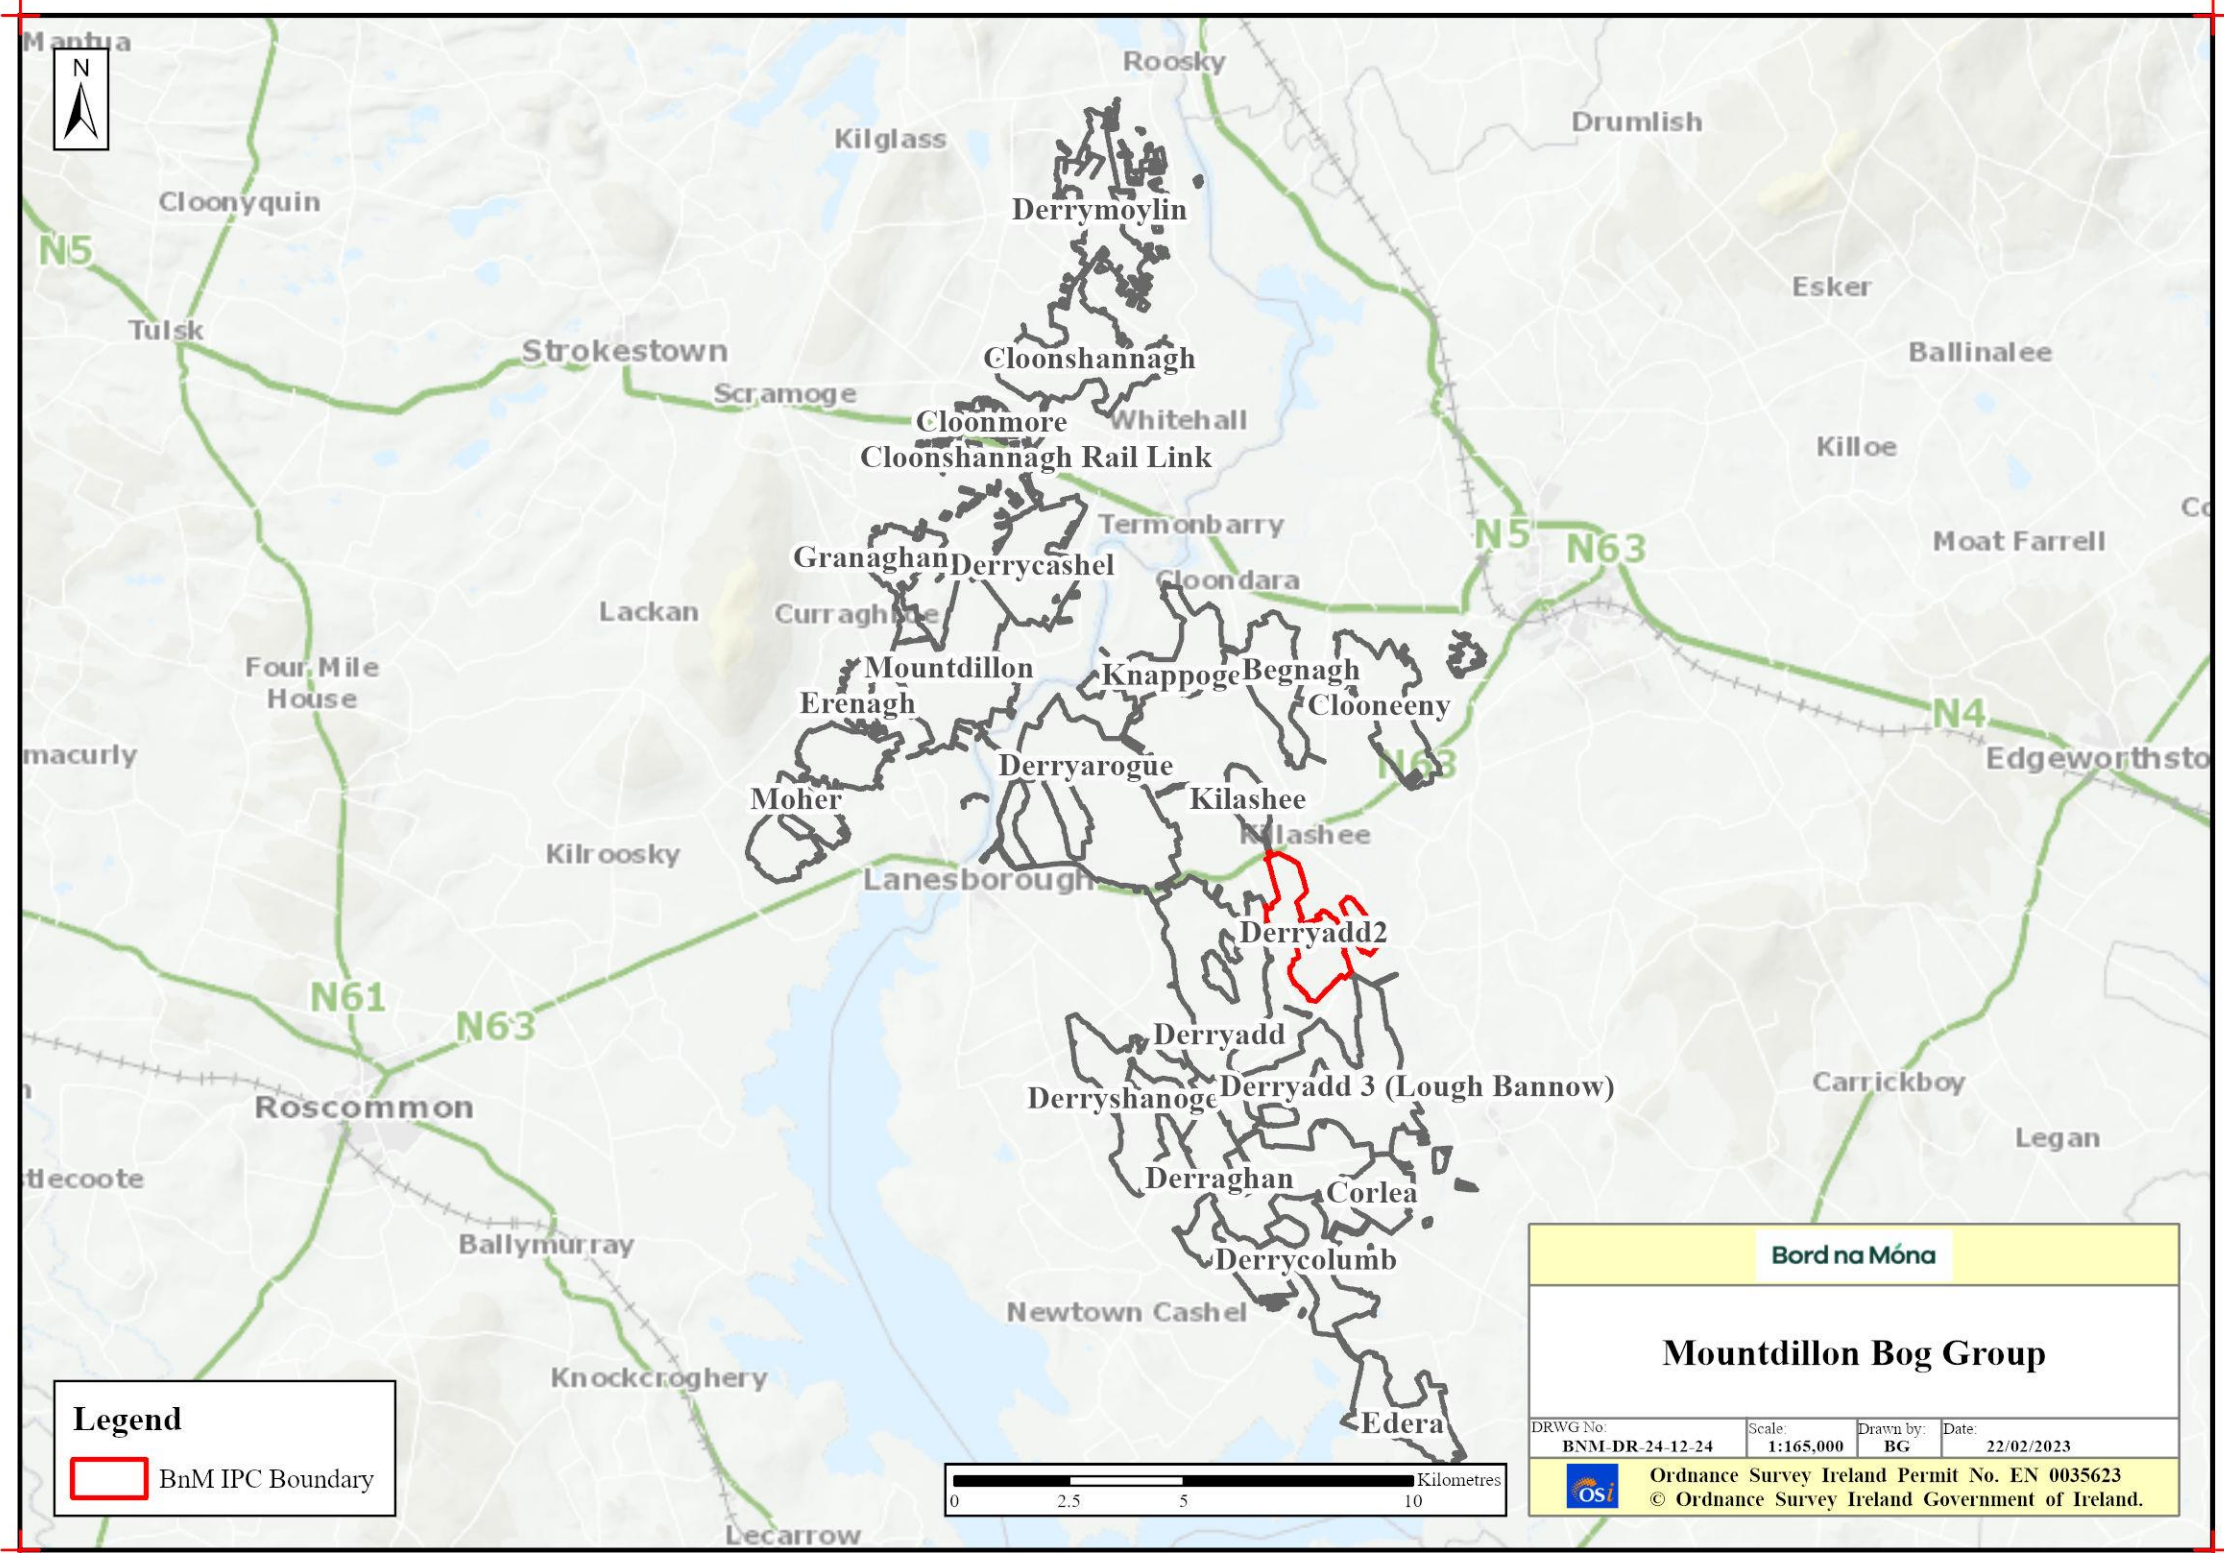 Mantua
N
Roosky
Drumlish
Kilglass
Cloonyquin
Derrymoylin
N5
Esker
Tulsk
Strokestown
Ballinalee
Cloonshannagh
Scramoge
Cloonmore
Whitehall
Killoe
Cloonshannagh Rail Link
Co
Termonbarry
N5
N63
Moat Farrell
Granaghan
Derrycashel
Cloondara
Lackan
Four Mile
House
Mountdillon
Knappoge
Begnagh
Erenagh
Clooneeny
N4
macurly
Derryarogue
N63
Edgeworthsto
Moher
Kilashee
Killashee
Kilroosky
Lanesborough
Derryadd2
N61
N63
Derryadd
Derryshanoge
Derryadd 3 (Lough Bannow)
Carrickboy
Roscommon
Legan
stlecoote
Derraghan
Corlea
Ballymurray
Derrycolumb
Newtown Cashel
Knockcroghery
Edera
Lecarrow
Legend
BnM IPC Boundary
Kilometres
0 2.5 5 10
Bord na Móna
Mountdillon Bog Group
DRWG No: Scale: Drawn by: Date:
BNM-DR-24-12-24 1:165,000 BG 22/02/2023
OSi
Ordnance Survey Ireland Permit No. EN 0035623
© Ordnance Survey Ireland Government of Ireland.